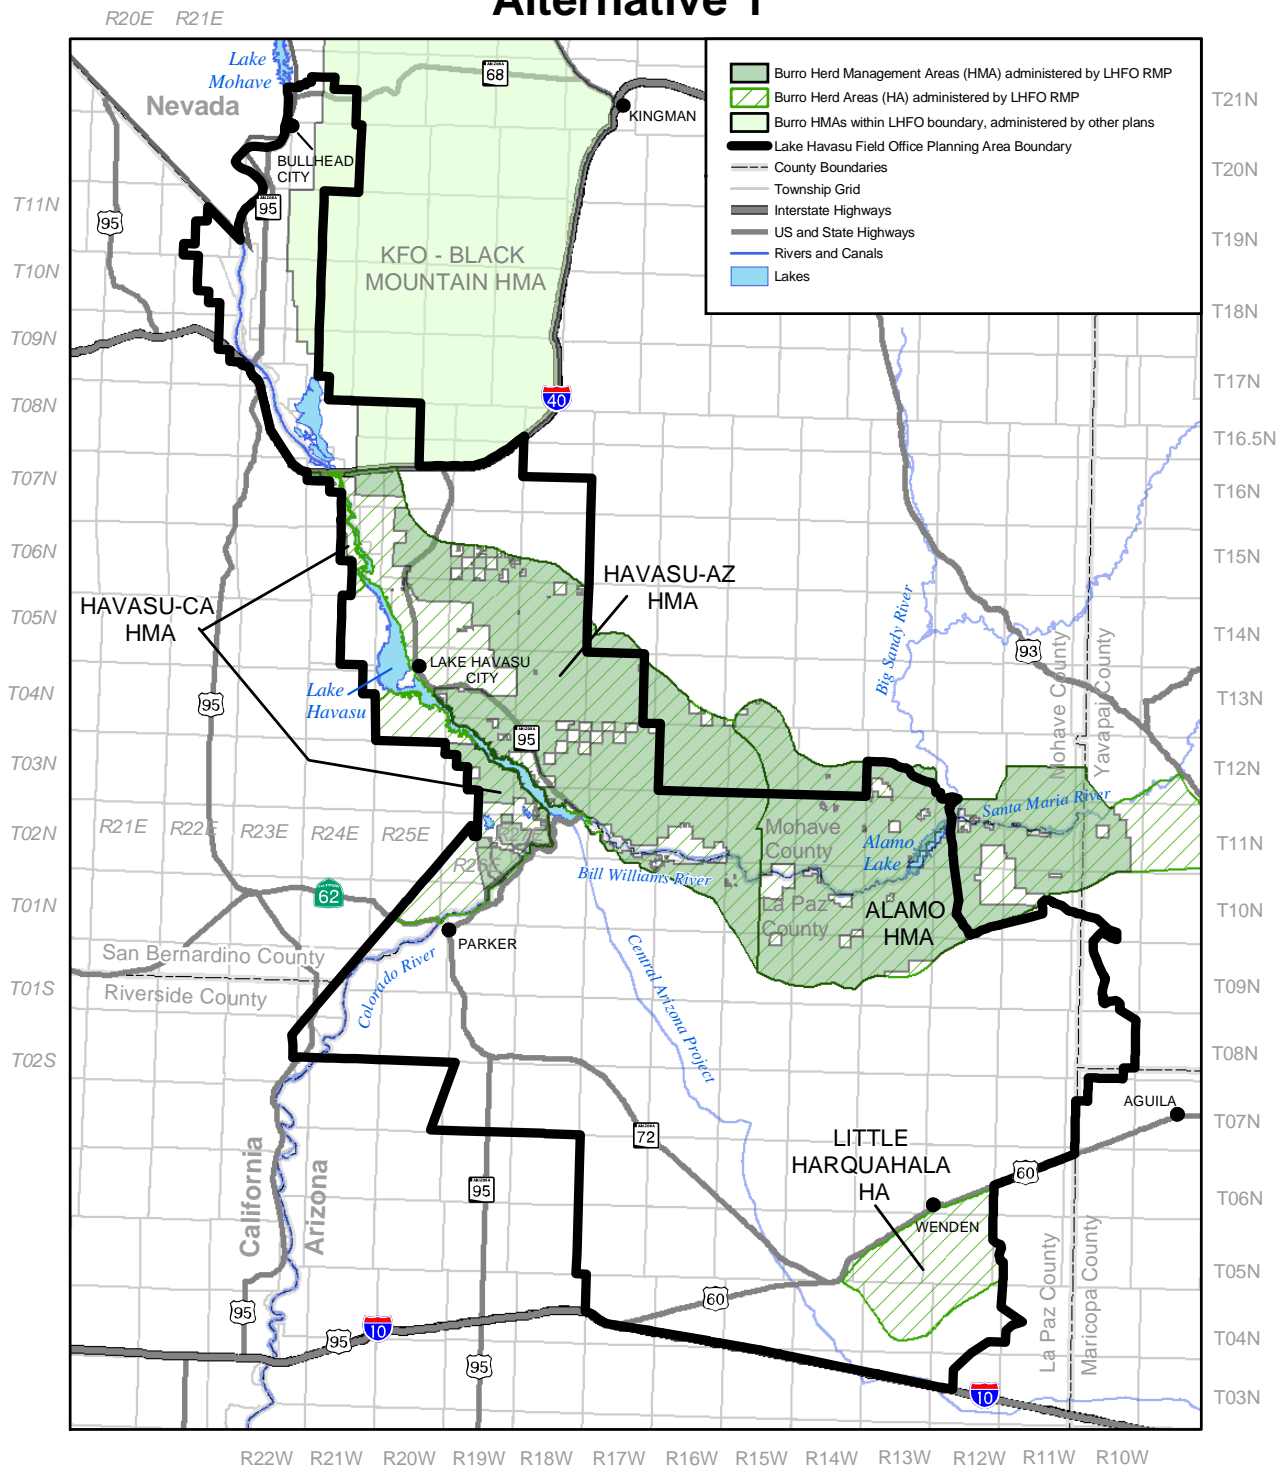 Alternative 1
R20E
R21E
Lake
Mohave
Nevada
68
KINGMAN
BULLHEAD
CITY
95
95
Burro Herd Management Areas (HMA) administered by LHFO RMP
Burro Herd Areas (HA) administered by LHFO RMP
Burro HMAs within LHFO boundary, administered by other plans
Lake Havasu Field Office Planning Area Boundary
County Boundaries
Township Grid
Interstate Highways
US and State Highways
Rivers and Canals
Lakes
T21N
T20N
T19N
T18N
T17N
T16.5N
T16N
T15N
T14N
T13N
T12N
T11N
T10N
T09N
T08N
T07N
T06N
T05N
T04N
T03N
T11N
T10N
T09N
T08N
T07N
T06N
T05N
T04N
T03N
T02N
T01N
T01S
T02S
KFO - BLACK
MOUNTAIN HMA
40
HAVASU-AZ
HMA
HAVASU-CA
HMA
LAKE HAVASU
CITY
Lake
Havasu
95
95
Big Sandy River
93
Mohave County
Yavapai County
Santa Maria River
R21E
R22E
R23E
R24E
R25E
R26E
R27E
Mohave
County
Alamo
Lake
Bill Williams River
La Paz
County
ALAMO
HMA
62
PARKER
San Bernardino County
Riverside County
Colorado River
Central Arizona Project
AGUILA
72
LITTLE
HARQUAHALA
HA
60
WENDEN
California
Arizona
95
La Paz County
Maricopa County
60
95
95
10
95
10
R22W
R21W
R20W
R19W
R18W
R17W
R16W
R15W
R14W
R13W
R12W
R11W
R10W